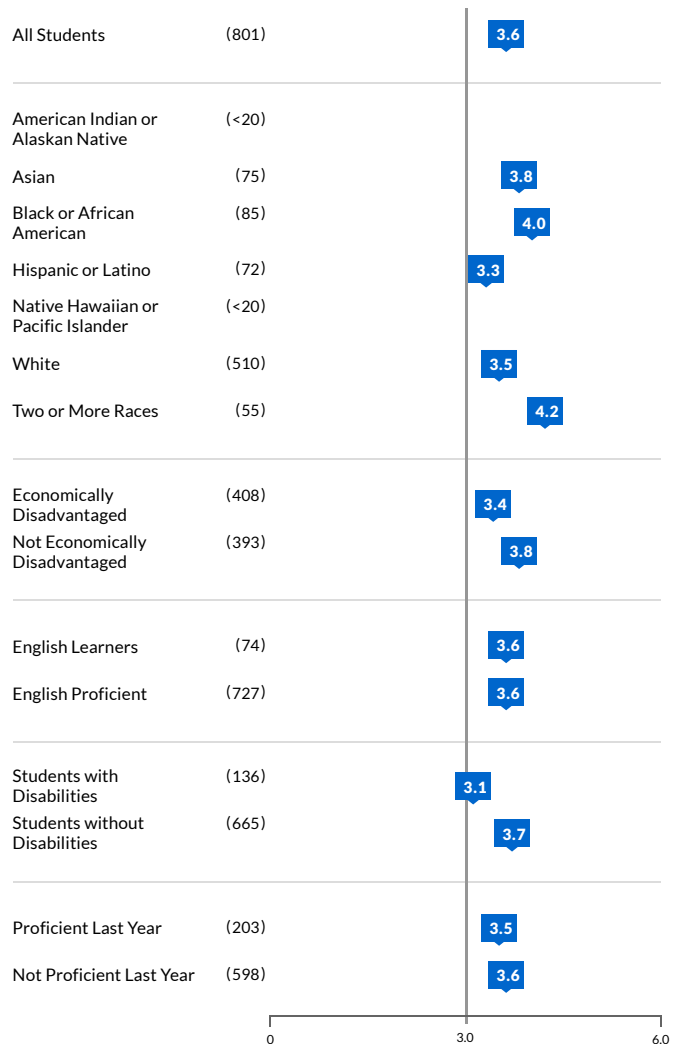 All Students (801) 3.6
American Indian or (<20)
Alaskan Native
Asian (75) 3.8
Black or African (85) 4.0
American
Hispanic or Latino (72) 3.3
Native Hawaiian or (<20)
Pacific Islander
White (510) 3.5
Two or More Races (55) 4.2
Economically (408) 3.4
Disadvantaged
Not Economically (393) 3.8
Disadvantaged
English Learners (74) 3.6
English Proficient (727) 3.6
Students with (136) 3.1
Disabilities
Students without (665) 3.7
Disabilities
Proficient Last Year (203) 3.5
Not Proficient Last Year (598) 3.6
0 3.0 6.0